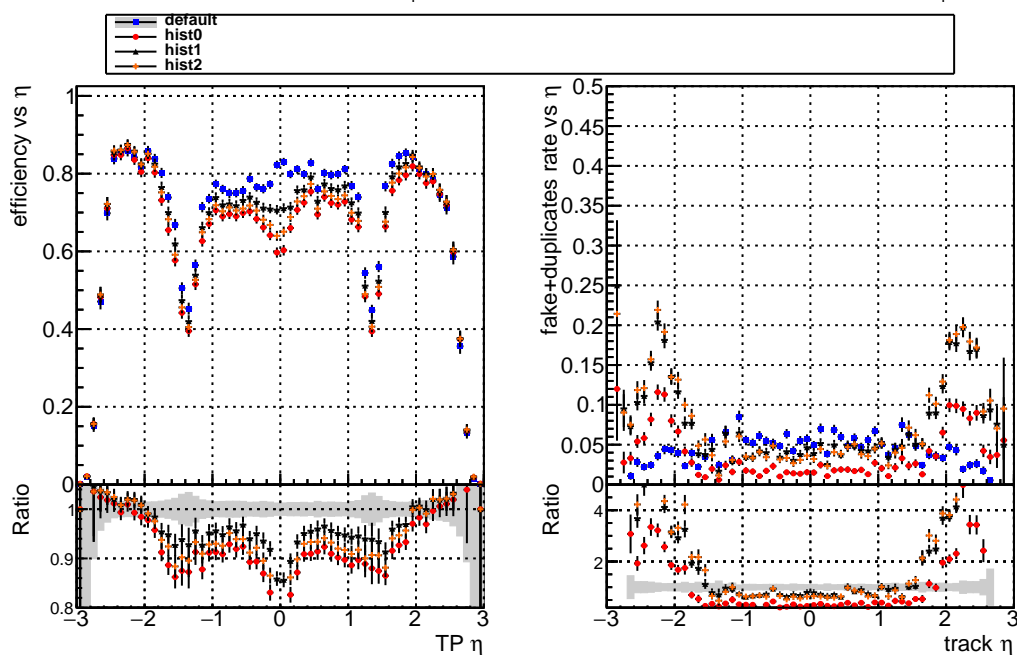 default
hist0
hist1
hist2
efficiency vs η
1
0.8
0.6
0.4
0.2
0
Ratio
1
0.9
0.8
−3 −2 −1 0 1 2 3
TP η
fake+duplicates rate vs η
0.5
0.45
0.4
0.35
0.3
0.25
0.2
0.15
0.1
0.05
0
Ratio
4
2
−3 −2 −1 0 1 2 3
track η